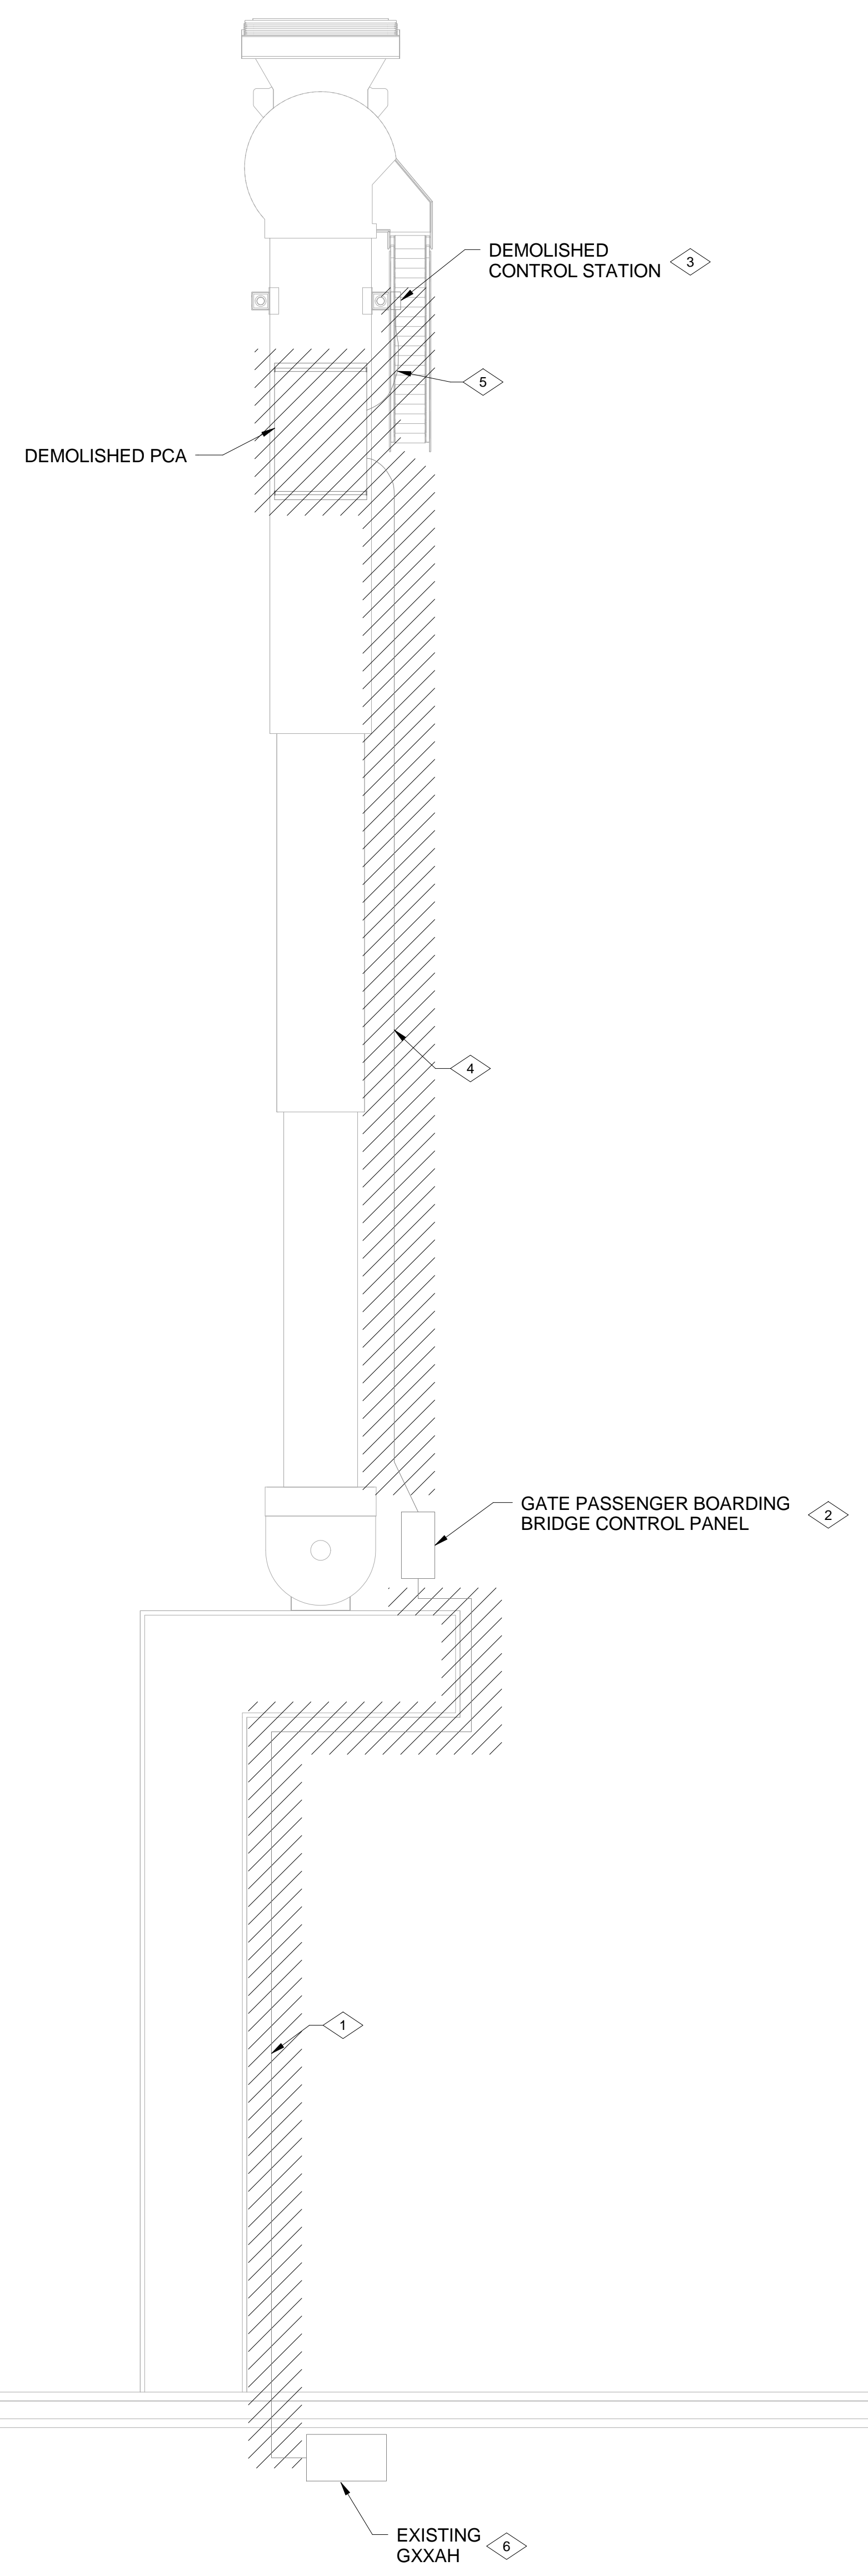 DEMOLISHED
CONTROL STATION
3
5
DEMOLISHED PCA
4
GATE PASSENGER BOARDING
BRIDGE CONTROL PANEL
2
1
EXISTING
GXXAH
6